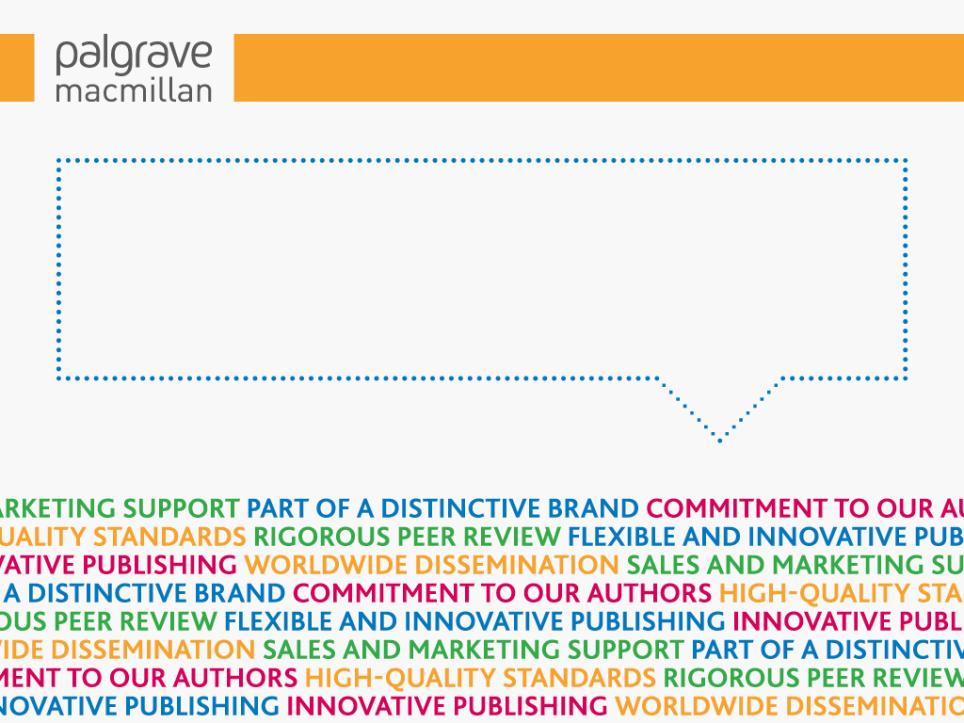 palgrave
macmillan
ARKETING SUPPORT PART OF A DISTINCTIVE BRAND COMMITMENT TO OUR AU
UALITY STANDARDS RIGOROUS PEER REVIEW FLEXIBLE AND INNOVATIVE PUB
VATIVE PUBLISHING WORLDWIDE DISSEMINATION SALES AND MARKETING SU
A DISTINCTIVE BRAND COMMITMENT TO OUR AUTHORS HIGH-QUALITY STA
OUS PEER REVIEW FLEXIBLE AND INNOVATIVE PUBLISHING INNOVATIVE PUBL
IDE DISSEMINATION SALES AND MARKETING SUPPORT PART OF A DISTINCTIV
MENT TO OUR AUTHORS HIGH-QUALITY STANDARDS RIGOROUS PEER REVIEW
NOVATIVE PUBLISHING INNOVATIVE PUBLISHING WORLDWIDE DISSEMINATIO